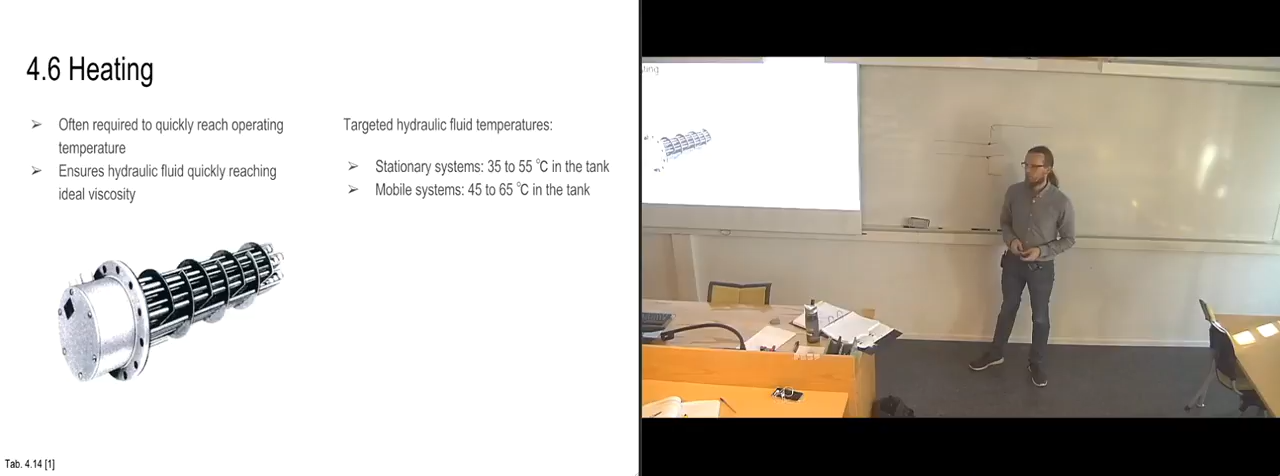 4.6 Heating
➢ Often required to quickly reach operating
temperature
➢ Ensures hydraulic fluid quickly reaching
ideal viscosity
Targeted hydraulic fluid temperatures:
➢ Stationary systems: 35 to 55 ℃ in the tank
➢ Mobile systems: 45 to 65 ℃ in the tank
Tab. 4.14 [1]
ting